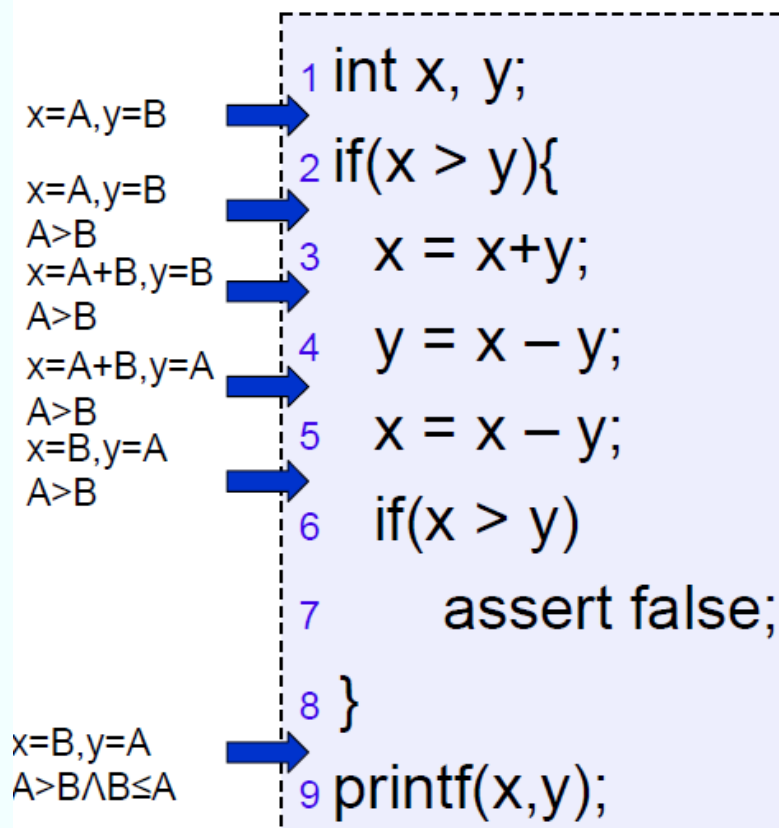 1 int x, y;
x=A,y=B
2 if(x > y){
x=A,y=B
A>B
3 x = x+y;
x=A+B,y=B
A>B
4 y = x – y;
x=A+B,y=A
A>B
5 x = x – y;
x=B,y=A
A>B
6 if(x > y)
7 assert false;
8 }
x=B,y=A
A>B∧B≤A
9 printf(x,y);